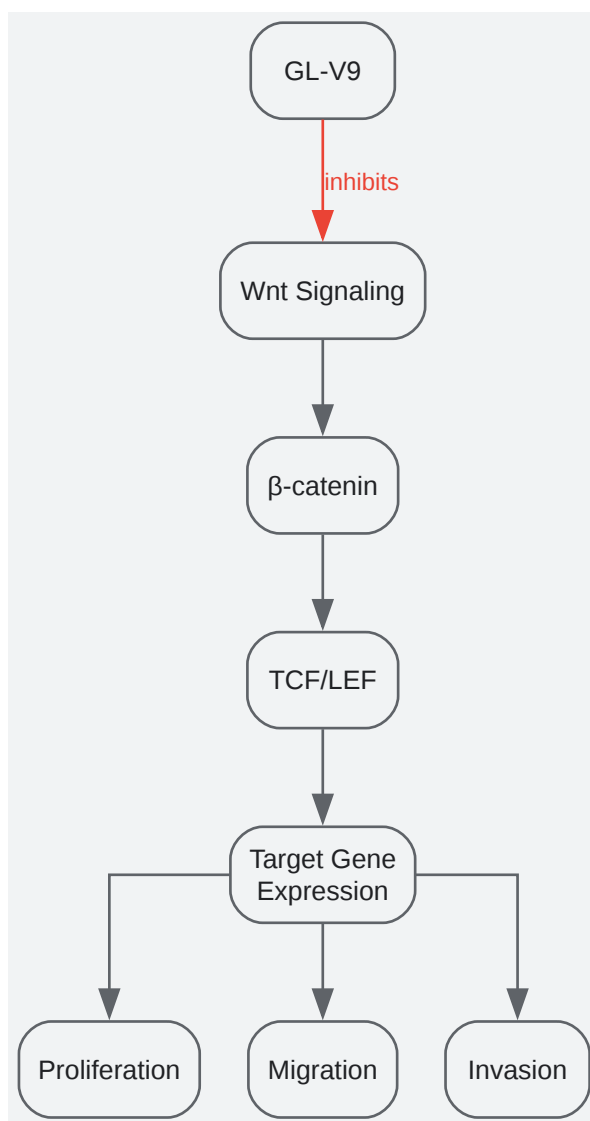 GL-V9
inhibits
Wnt Signaling
β-catenin
TCF/LEF
Target Gene
Expression
Proliferation
Migration
Invasion